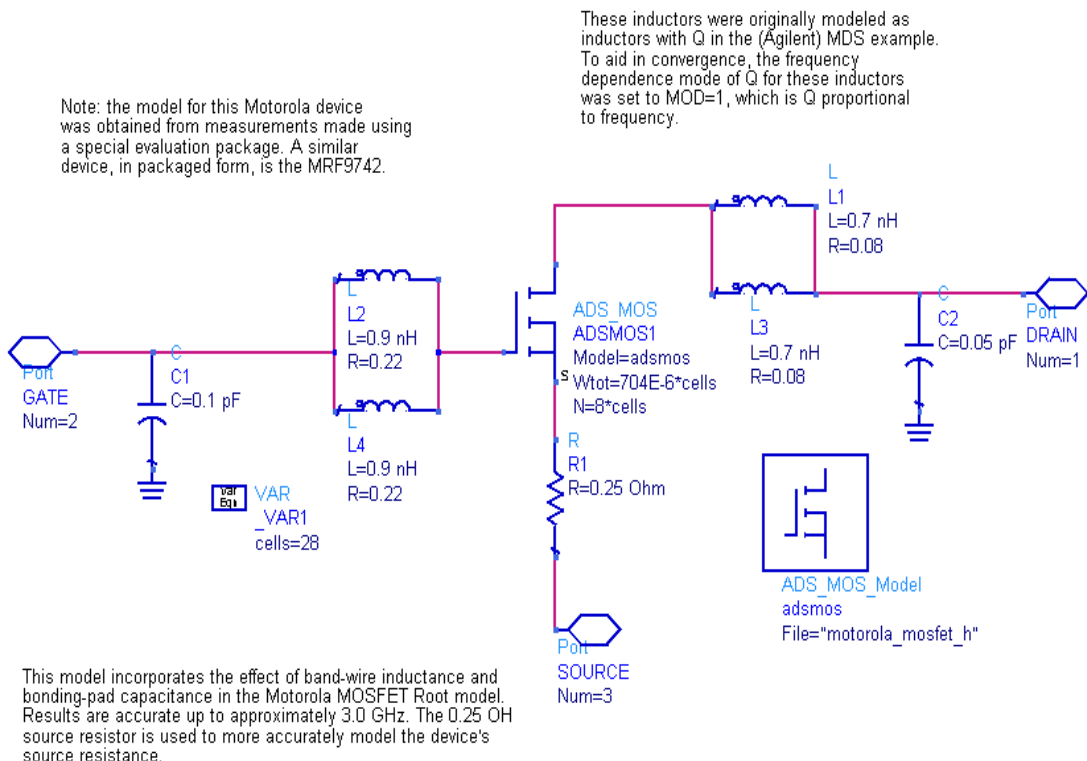 These inductors were originally modeled as
inductors with Q in the (Agilent) MDS example.
To aid in convergence, the frequency
dependence mode of Q for these inductors
was set to MOD=1, which is Q proportional
to frequency.
Note: the model for this Motorola device
was obtained from measurements made using
a special evaluation package. A similar
device, in packaged form, is the MRF9742.
L
L1
L=0.7 nH
R=0.08
L
L3
L=0.7 nH
R=0.08
L
L2
L=0.9 nH
R=0.22
L
L4
L=0.9 nH
R=0.22
ADS_MOS
ADSMOS1
Model=adsmos
Wtot=704E-6*cells
N=8*cells
S
C
C2
C=0.05 pF
Port
DRAIN
Num=1
Port
GATE
Num=2
C
C1
C=0.1 pF
R
R1
R=0.25 Ohm
Var
Eqn
VAR
_VAR1
cells=28
ADS_MOS_Model
adsmos
File="motorola_mosfet_h"
Port
SOURCE
Num=3
This model incorporates the effect of band-wire inductance and
bonding-pad capacitance in the Motorola MOSFET Root model.
Results are accurate up to approximately 3.0 GHz. The 0.25 OH
source resistor is used to more accurately model the device's
source resistance.